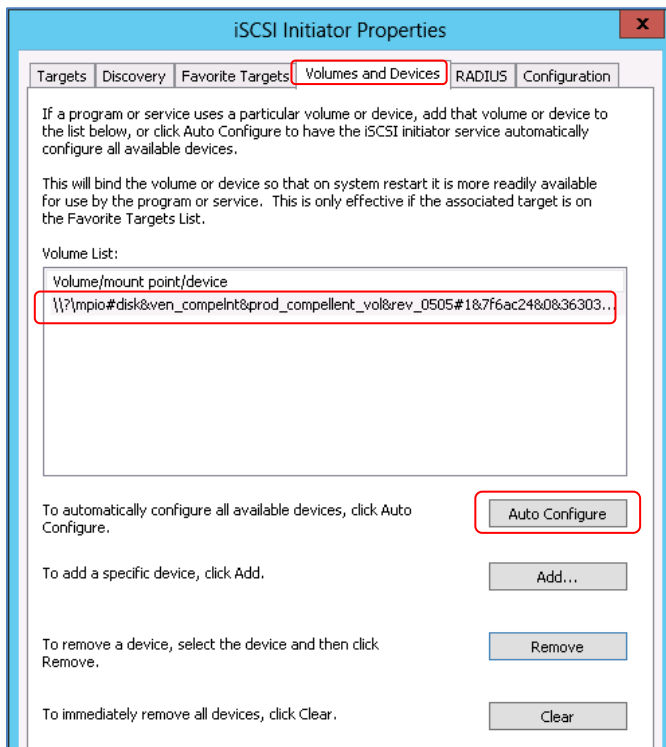 iSCSI Initiator Properties
x
Targets Discovery Favorite Targets Volumes and Devices RADIUS Configuration
If a program or service uses a particular volume or device, add that volume or device to
the list below, or click Auto Configure to have the iSCSI initiator service automatically
configure all available devices.
This will bind the volume or device so that on system restart it is more readily available
for use by the program or service.  This is only effective if the associated target is on
the Favorite Targets List.
Volume List:
Volume/mount point/device
\\?\mpio#disk&ven_compelnt&prod_compellent_vol&rev_0505#1&7f6ac24&0&36303...
To automatically configure all available devices, click Auto
Configure.
Auto Configure
To add a specific device, click Add.
Add...
To remove a device, select the device and then click
Remove.
Remove
To immediately remove all devices, click Clear.
Clear